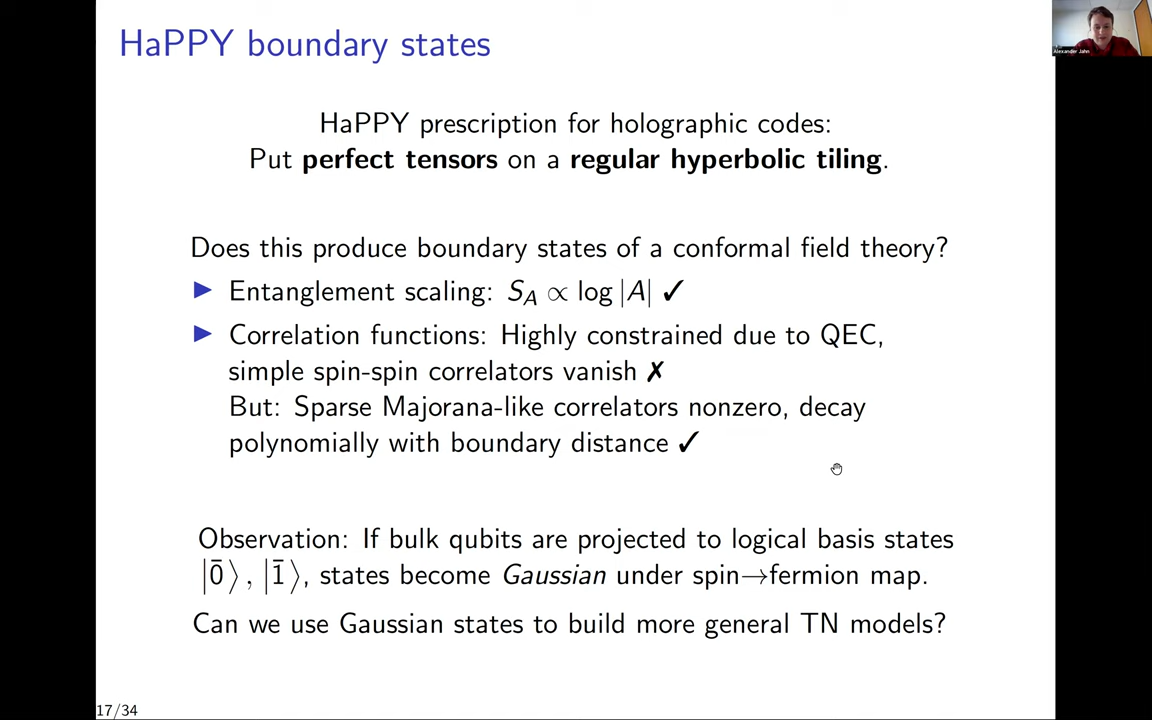 HaPPY boundary states
Alexander Jahn
HaPPY prescription for holographic codes:
Put perfect tensors on a regular hyperbolic tiling.
Does this produce boundary states of a conformal field theory?
▶ Entanglement scaling: S_A ∝ log |A| ✓
▶ Correlation functions: Highly constrained due to QEC,
simple spin-spin correlators vanish ✗
But: Sparse Majorana-like correlators nonzero, decay
polynomially with boundary distance ✓
Observation: If bulk qubits are projected to logical basis states
|0̄⟩, |1̄⟩, states become Gaussian under spin→fermion map.
Can we use Gaussian states to build more general TN models?
17/34